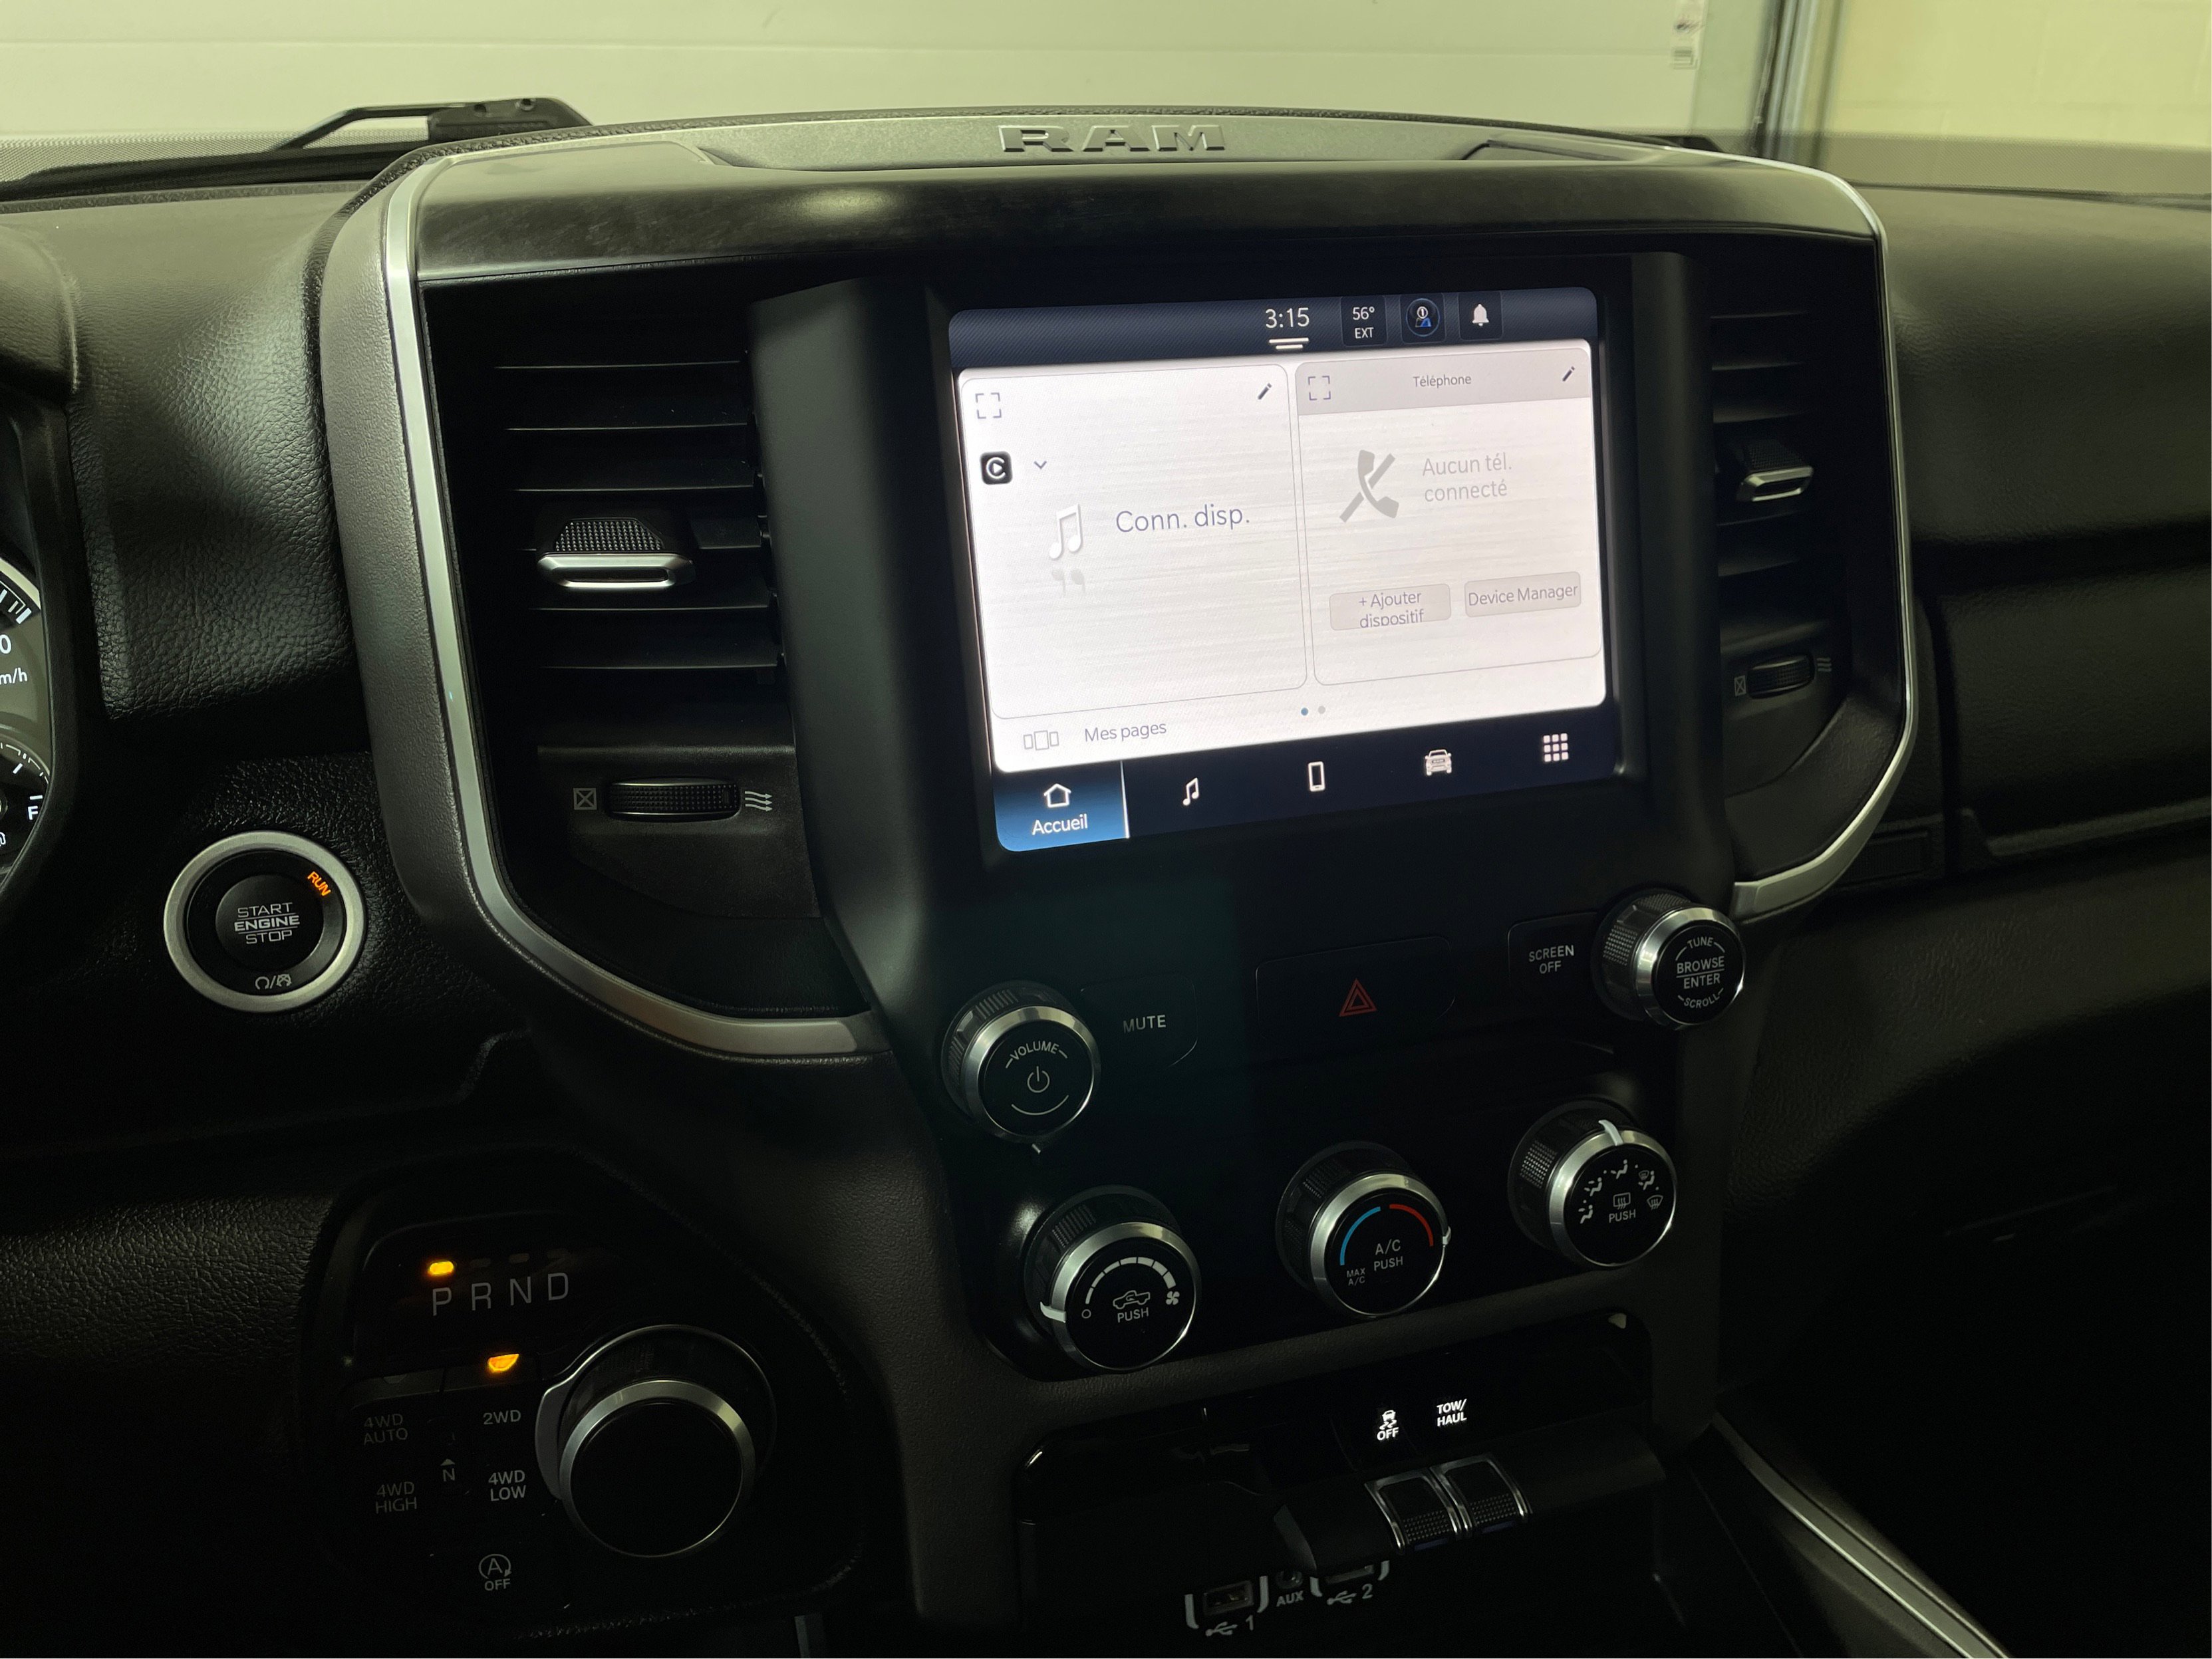 RAM
3:15
56°
EXT
Téléphone
Conn. disp.
Aucun tél.
connecté
+ Ajouter
dispositif
Device Manager
Mes pages
Accueil
F
RUN
START
ENGINE
STOP
SCREEN
OFF
TUNE
BROWSE
ENTER
SCROLL
MUTE
VOLUME
PUSH
A/C
PUSH
MAX
A/C
PUSH
P R N D
4WD
AUTO
2WD
N
4WD
HIGH
4WD
LOW
A
OFF
OFF
TOW/
HAUL
1
AUX
2